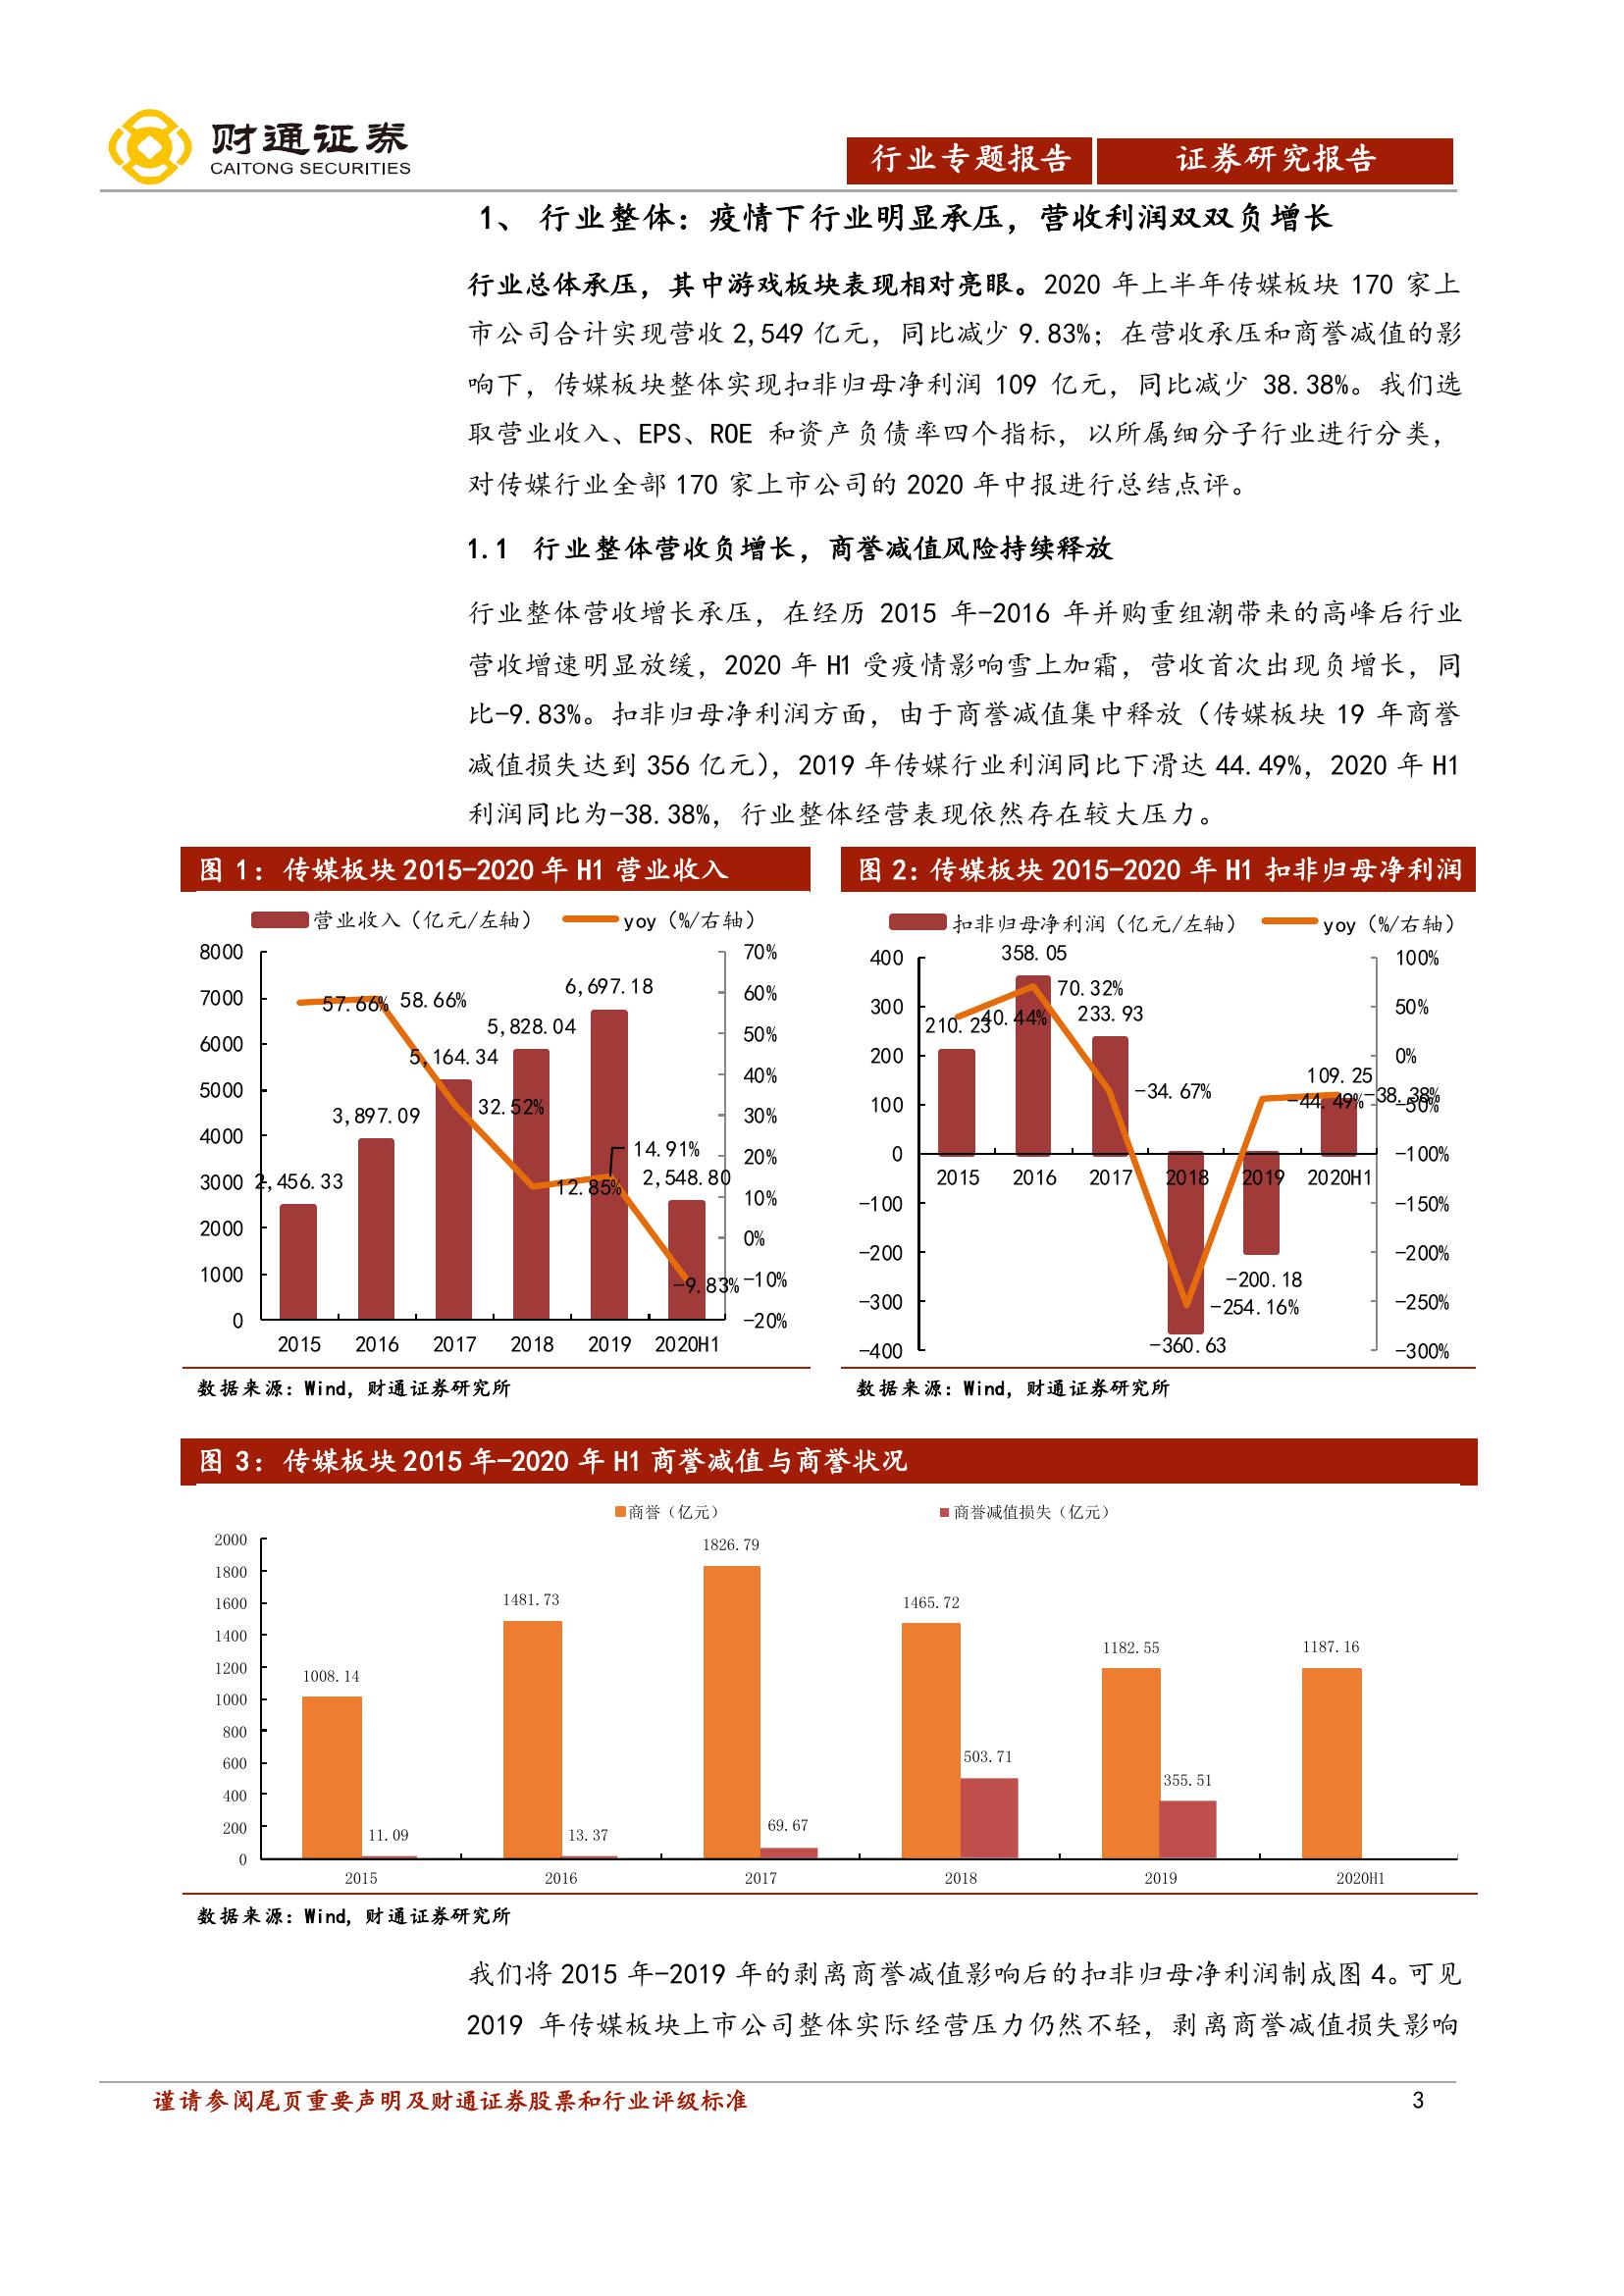 财通证券
CAITONG SECURITIES
行业专题报告
证券研究报告
1、 行业整体：疫情下行业明显承压，营收利润双双负增长
行业总体承压，其中游戏板块表现相对亮眼。2020 年上半年传媒板块 170 家上
市公司合计实现营收 2,549 亿元，同比减少 9.83%；在营收承压和商誉减值的影
响下，传媒板块整体实现扣非归母净利润 109 亿元，同比减少 38.38%。我们选
取营业收入、EPS、ROE 和资产负债率四个指标，以所属细分子行业进行分类，
对传媒行业全部 170 家上市公司的 2020 年中报进行总结点评。
1.1 行业整体营收负增长，商誉减值风险持续释放
行业整体营收增长承压，在经历 2015 年-2016 年并购重组潮带来的高峰后行业
营收增速明显放缓，2020 年 H1 受疫情影响雪上加霜，营收首次出现负增长，同
比-9.83%。扣非归母净利润方面，由于商誉减值集中释放（传媒板块 19 年商誉
减值损失达到 356 亿元），2019 年传媒行业利润同比下滑达 44.49%，2020 年 H1
利润同比为-38.38%，行业整体经营表现依然存在较大压力。
图 1：传媒板块 2015-2020 年 H1 营业收入
营业收入（亿元/左轴） yoy（%/右轴）
8000
7000
6000
5000
4000
3000
2000
1000
0
70%
60%
50%
40%
30%
20%
10%
0%
-10%
-20%
2,456.33
3,897.09
5,164.34
5,828.04
6,697.18
2,548.80
57.66%
58.66%
32.52%
12.85%
14.91%
-9.83%
2015 2016 2017 2018 2019 2020H1
数据来源：Wind，财通证券研究所
图 2：传媒板块 2015-2020 年 H1 扣非归母净利润
扣非归母净利润（亿元/左轴） yoy（%/右轴）
400
300
200
100
0
-100
-200
-300
-400
100%
50%
0%
-50%
-100%
-150%
-200%
-250%
-300%
210.23
358.05
233.93
-360.63
-200.18
109.25
40.44%
70.32%
-34.67%
-254.16%
-44.49%
-38.38%
2015 2016 2017 2018 2019 2020H1
数据来源：Wind，财通证券研究所
图 3：传媒板块 2015 年-2020 年 H1 商誉减值与商誉状况
商誉（亿元） 商誉减值损失（亿元）
2000
1800
1600
1400
1200
1000
800
600
400
200
0
1008.14
11.09
1481.73
13.37
1826.79
69.67
1465.72
503.71
1182.55
355.51
1187.16
2015 2016 2017 2018 2019 2020H1
数据来源：Wind，财通证券研究所
我们将 2015 年-2019 年的剥离商誉减值影响后的扣非归母净利润制成图 4。可见
2019 年传媒板块上市公司整体实际经营压力仍然不轻，剥离商誉减值损失影响
谨请参阅尾页重要声明及财通证券股票和行业评级标准
3